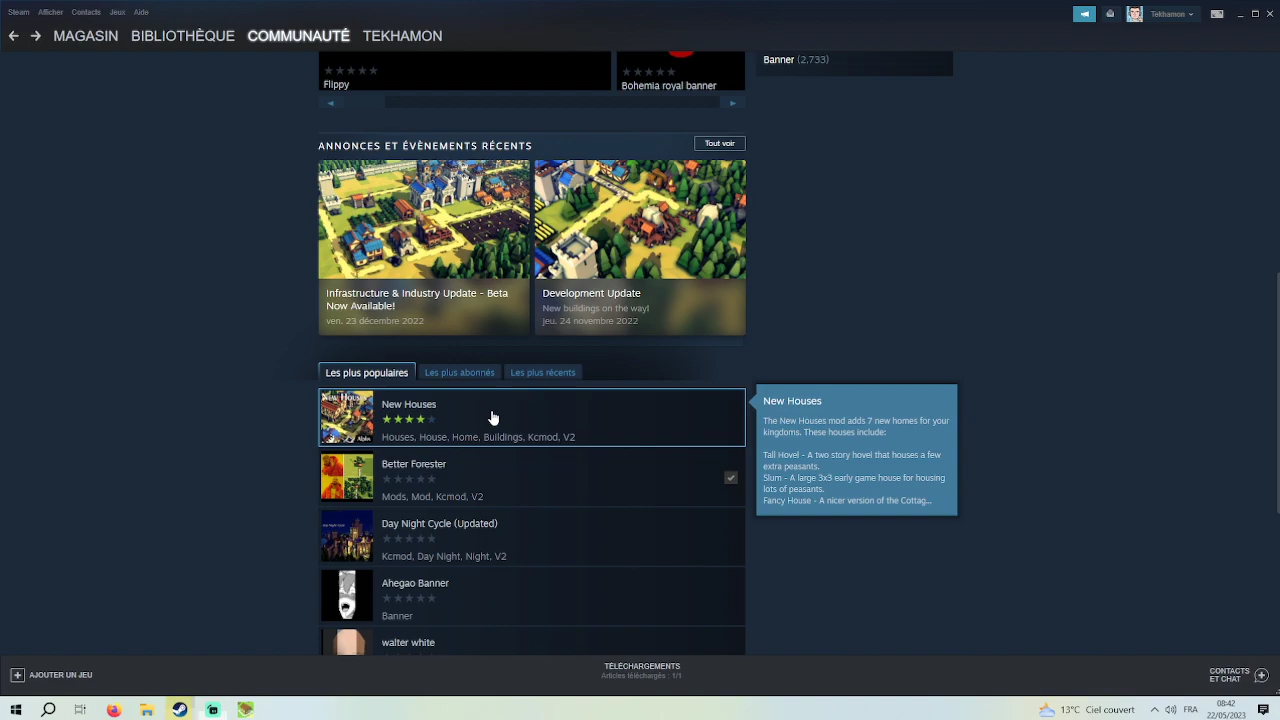 Steam Afficher Contacts Jeux Aide
Tekhamon
MAGASIN BIBLIOTHÈQUE COMMUNAUTÉ TEKHAMON
Flippy
Bohemia royal banner
Banner (2,733)
ANNONCES ET ÉVÈNEMENTS RÉCENTS
Tout voir
Infrastructure & Industry Update - Beta
Now Available!
ven. 23 décembre 2022
Development Update
New buildings on the way!
jeu. 24 novembre 2022
Les plus populaires Les plus abonnés Les plus récents
New Houses
Houses, House, Home, Buildings, Kcmod, V2
Better Forester
Mods, Mod, Kcmod, V2
Day Night Cycle (Updated)
Kcmod, Day Night, Night, V2
Ahegao Banner
Banner
walter white
New Houses
The New Houses mod adds 7 new homes for your
kingdoms. These houses include:
Tall Hovel - A two story hovel that houses a few
extra peasants.
Slum - A large 3x3 early game house for housing
lots of peasants.
Fancy House - A nicer version of the Cottag...
AJOUTER UN JEU
TÉLÉCHARGEMENTS
Articles téléchargés : 1/1
CONTACTS
ET CHAT
13°C Ciel couvert
FRA
08:42
22/05/2023